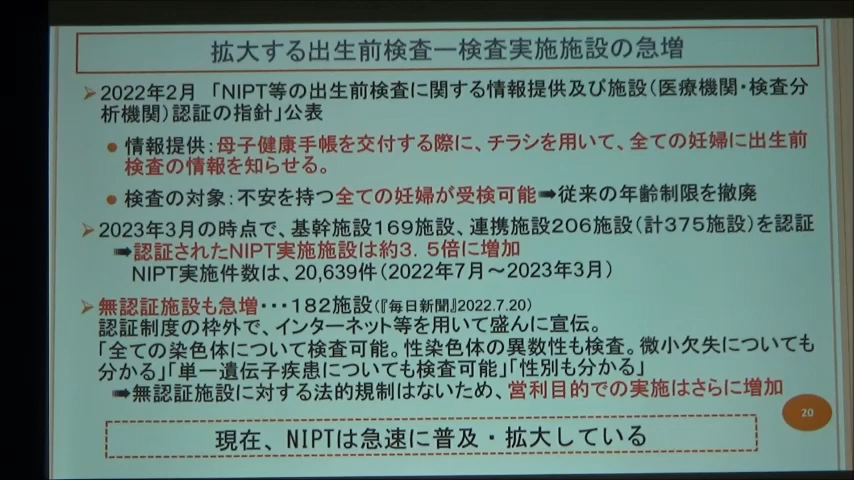 拡大する出生前検査ー検査実施施設の急増
➢2022年2月 「NIPT等の出生前検査に関する情報提供及び施設(医療機関・検査分
析機関)認証の指針」公表
● 情報提供:母子健康手帳を交付する際に、チラシを用いて、全ての妊婦に出生前
検査の情報を知らせる。
● 検査の対象:不安を持つ全ての妊婦が受検可能➡従来の年齢制限を撤廃
➢2023年3月の時点で、基幹施設169施設、連携施設206施設(計375施設)を認証
➡認証されたNIPT実施施設は約3.5倍に増加
NIPT実施件数は、20,639件(2022年7月~2023年3月)
➢無認証施設も急増・・・182施設(『毎日新聞』2022.7.20)
認証制度の枠外で、インターネット等を用いて盛んに宣伝。
「全ての染色体について検査可能。性染色体の異数性も検査。微小欠失についても
分かる」「単一遺伝子疾患についても検査可能」「性別も分かる」
➡無認証施設に対する法的規制はないため、営利目的での実施はさらに増加
20
現在、NIPTは急速に普及・拡大している